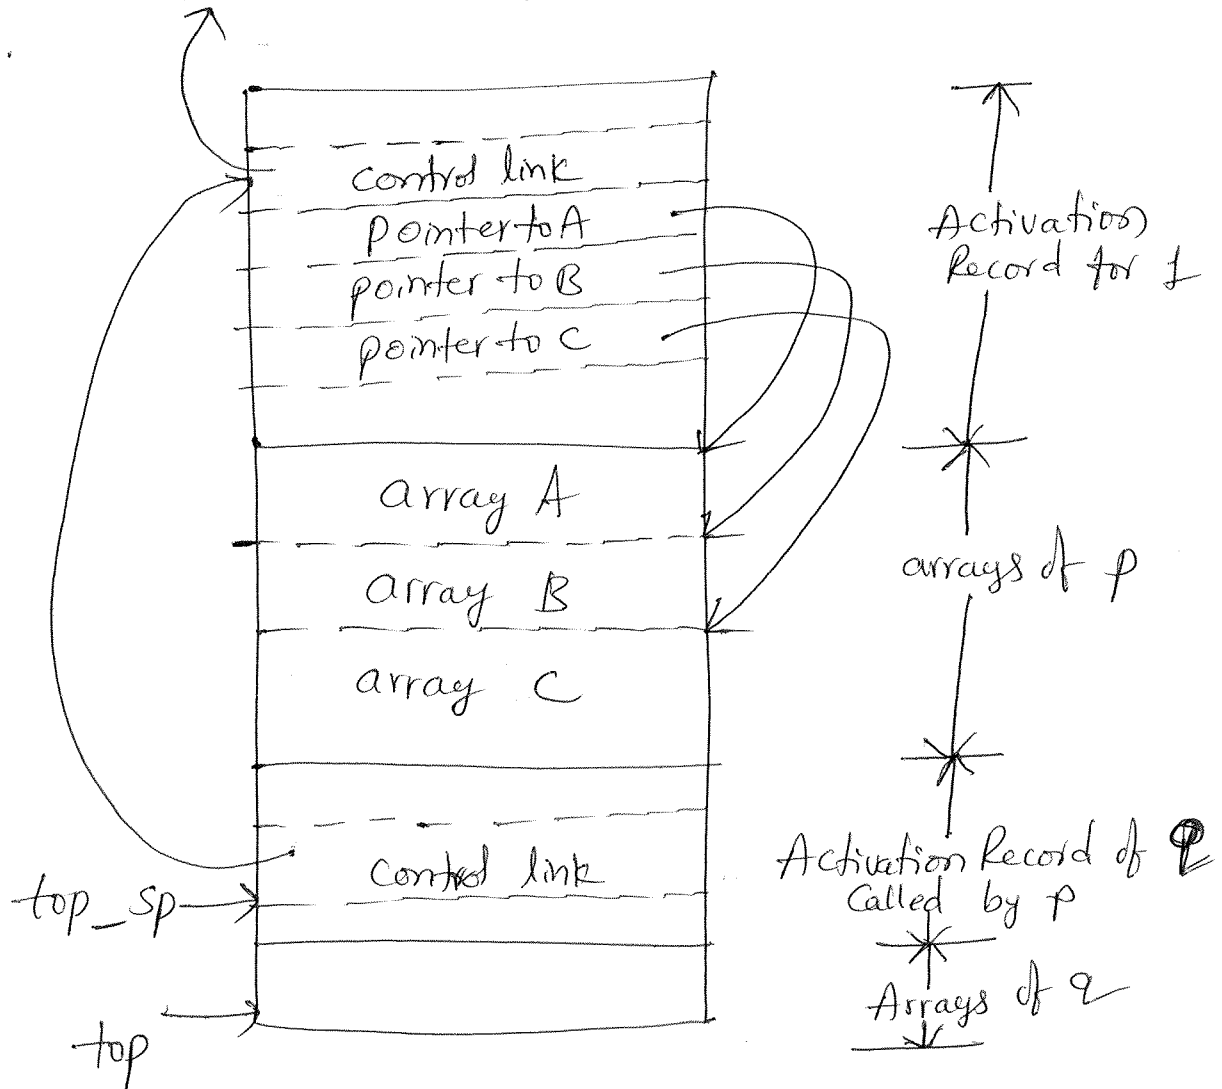 control link
pointer to A
pointer to B
pointer to C
Activation
Record for
array A
array B
arrays of p
array C
control link
top_sp
Activation Record of q
Called by p
Arrays of q
top